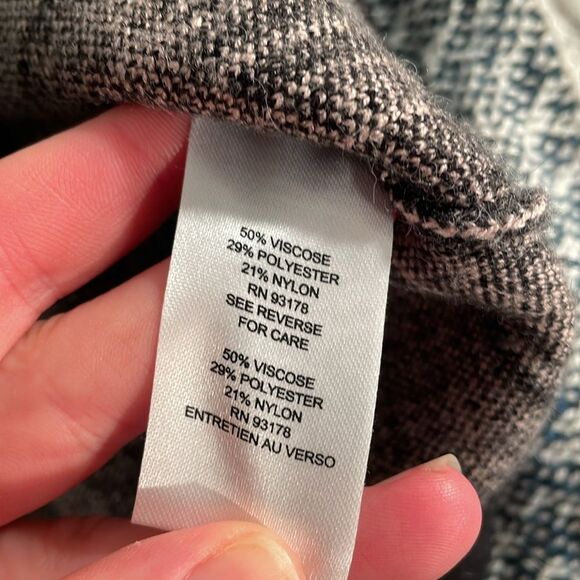 50% VISCOSE
29% POLYESTER
21% NYLON
RN 93178
SEE REVERSE
FOR CARE
50% VISCOSE
29% POLYESTER
21% NYLON
RN 93178
ENTRETIEN AU VERSO